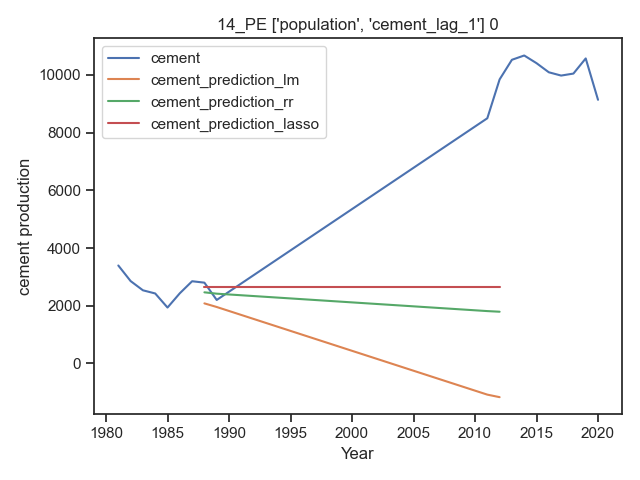 14_PE ['population', 'cement_lag_1'] 0
cement
cement_prediction_lm
cement_prediction_rr
cement_prediction_lasso
cement production
10000
8000
6000
4000
2000
0
1980 1985 1990 1995 2000 2005 2010 2015 2020
Year